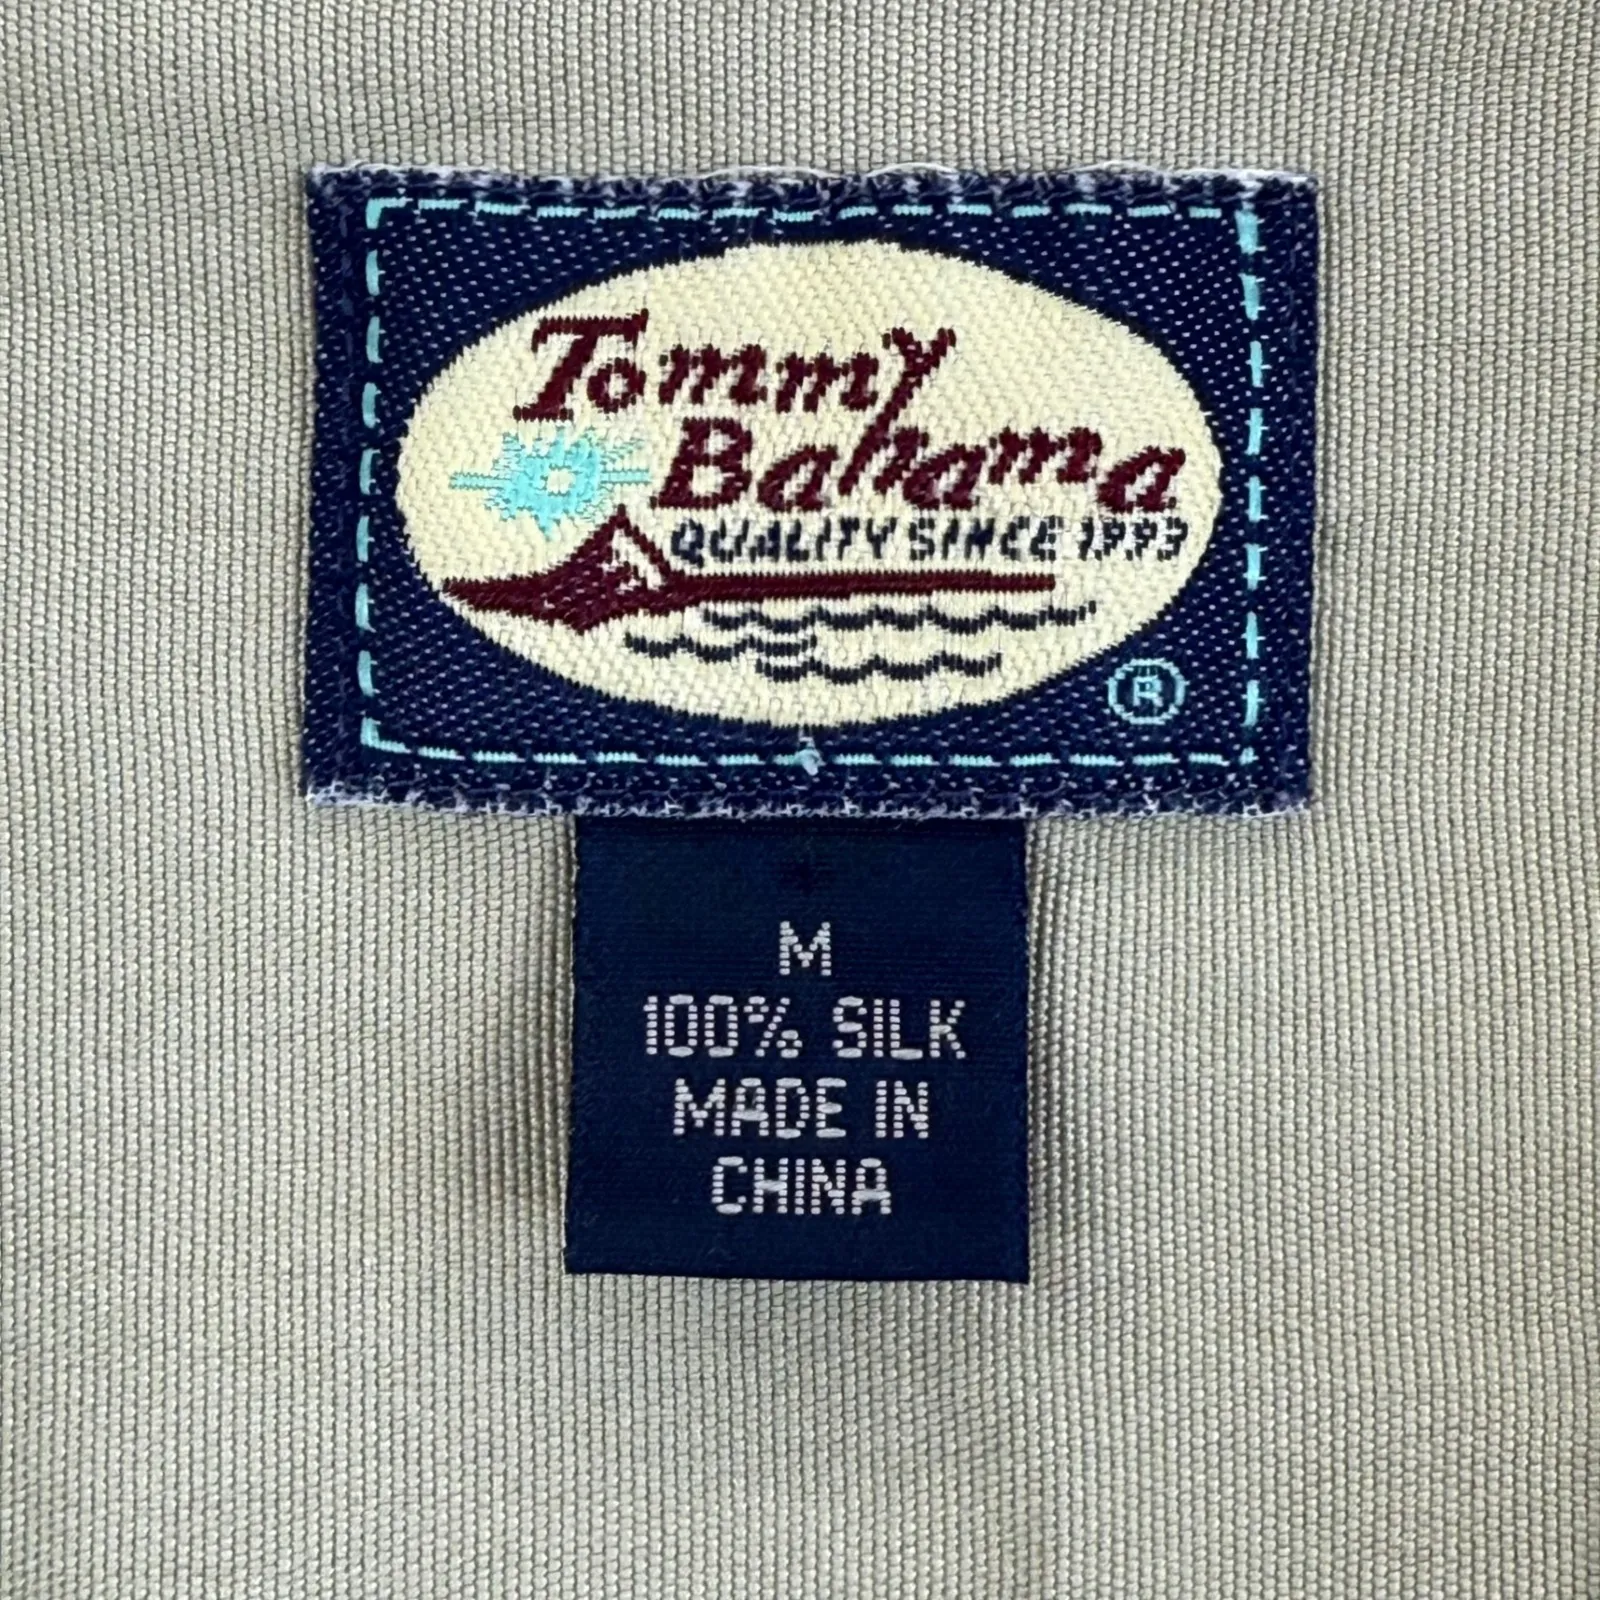 Tommy
Bahama
QUALITY SINCE 1993
®
M
100% SILK
MADE IN
CHINA